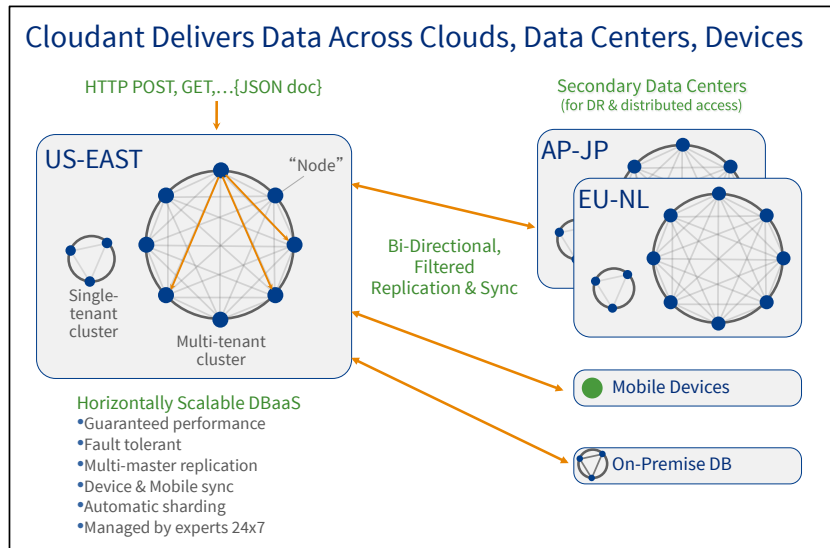 Cloudant Delivers Data Across Clouds, Data Centers, Devices
HTTP POST, GET,...{JSON doc}
US-EAST
"Node"
Single-
tenant
cluster
Multi-tenant
cluster
Bi-Directional,
Filtered
Replication & Sync
Secondary Data Centers
(for DR & distributed access)
AP-JP
EU-NL
Mobile Devices
On-Premise DB
Horizontally Scalable DBaaS
•Guaranteed performance
•Fault tolerant
•Multi-master replication
•Device & Mobile sync
•Automatic sharding
•Managed by experts 24x7